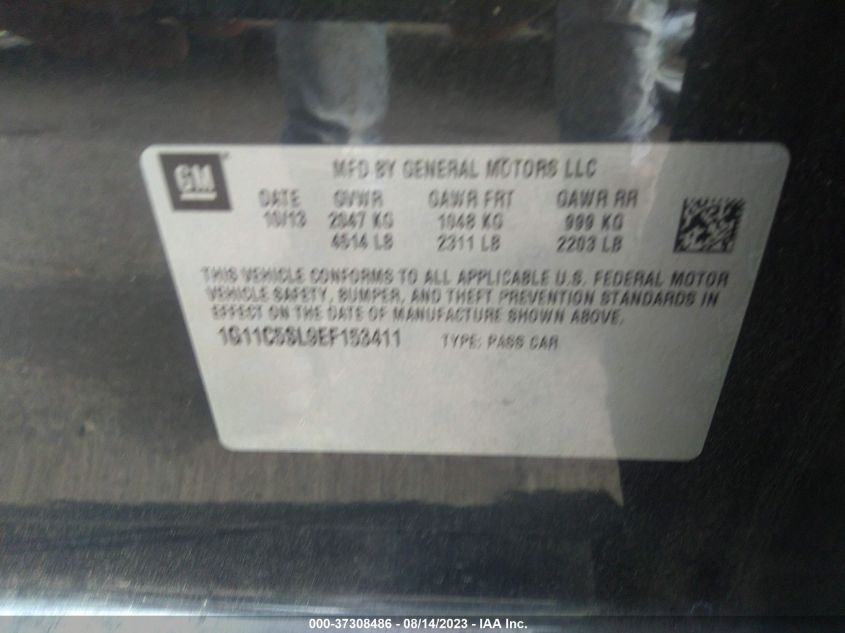 GM
MFD BY GENERAL MOTORS LLC
DATE GVWR GAWR FRT GAWR RR
10/13 2047 KG 1048 KG 999 KG
4514 LB 2311 LB 2203 LB
THIS VEHICLE CONFORMS TO ALL APPLICABLE U.S. FEDERAL MOTOR
VEHICLE SAFETY, BUMPER, AND THEFT PREVENTION STANDARDS IN
EFFECT ON THE DATE OF MANUFACTURE SHOWN ABOVE.
1G11C5SL9EF153411 TYPE: PASS CAR
000-37308486 - 08/14/2023 - IAA Inc.